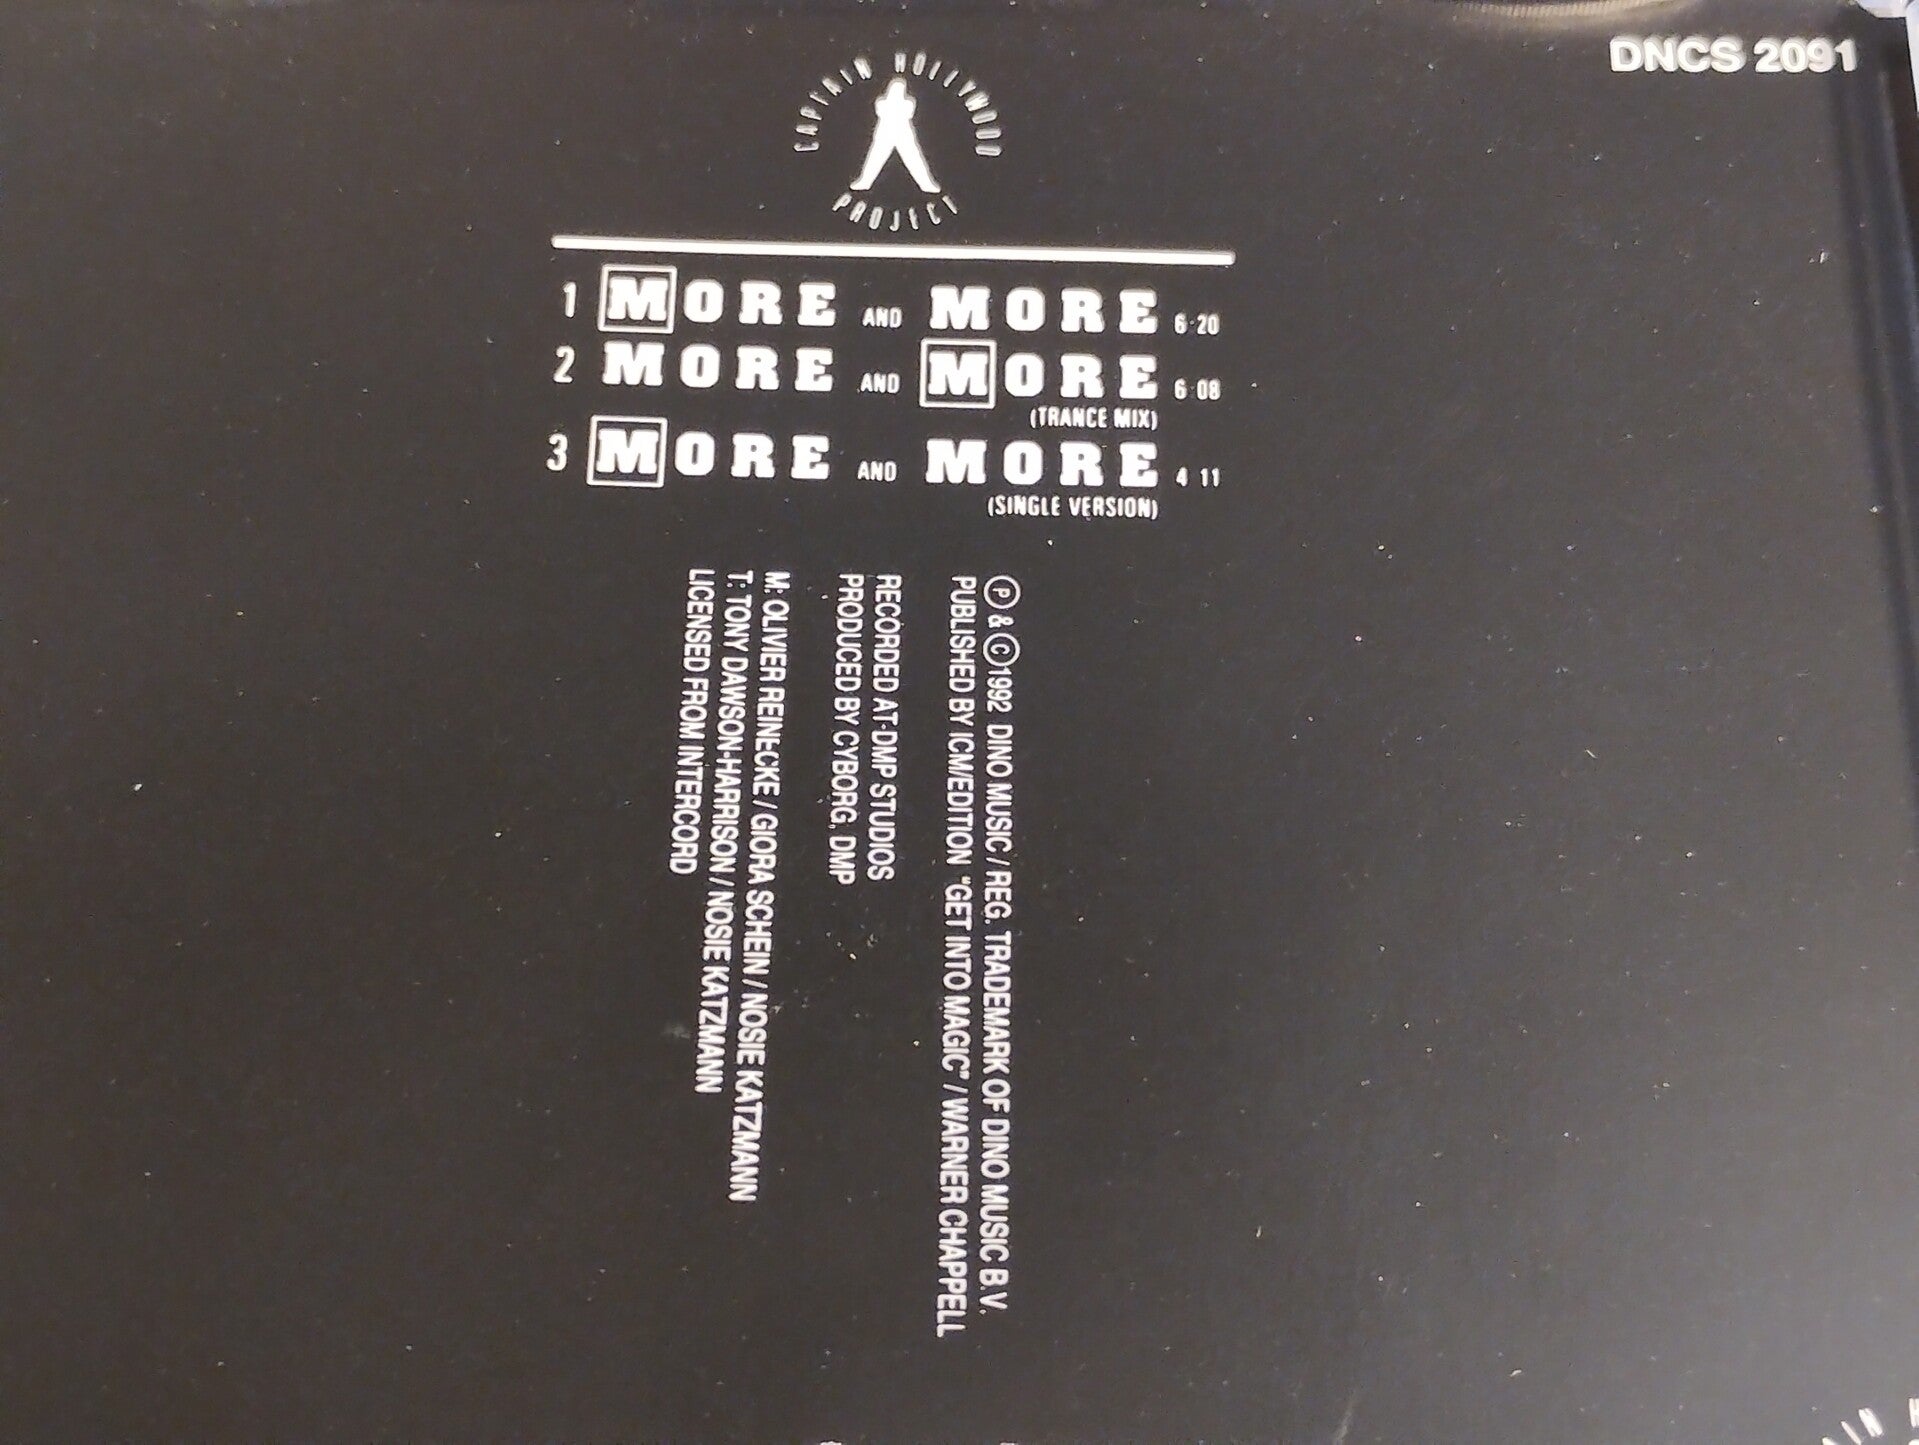 DNCS 2091
CAPTAIN HOLLYWOOD
PROJECT
1 MORE AND MORE 6·20
2 MORE AND MORE 6·08
(TRANCE MIX)
3 MORE AND MORE 4 11
(SINGLE VERSION)
Ⓟ & ©1992 DINO MUSIC / REG. TRADEMARK OF DINO MUSIC B.V.
PUBLISHED BY ICM/EDITION "GET INTO MAGIC" / WARNER CHAPPELL
RECORDED AT-DMP STUDIOS
PRODUCED BY CYBORG, DMP
M: OLIVIER REINECKE / GIORA SCHEIN / NOSIE KATZMANN
T: TONY DAWSON-HARRISON / NOSIE KATZMANN
LICENSED FROM INTERCORD